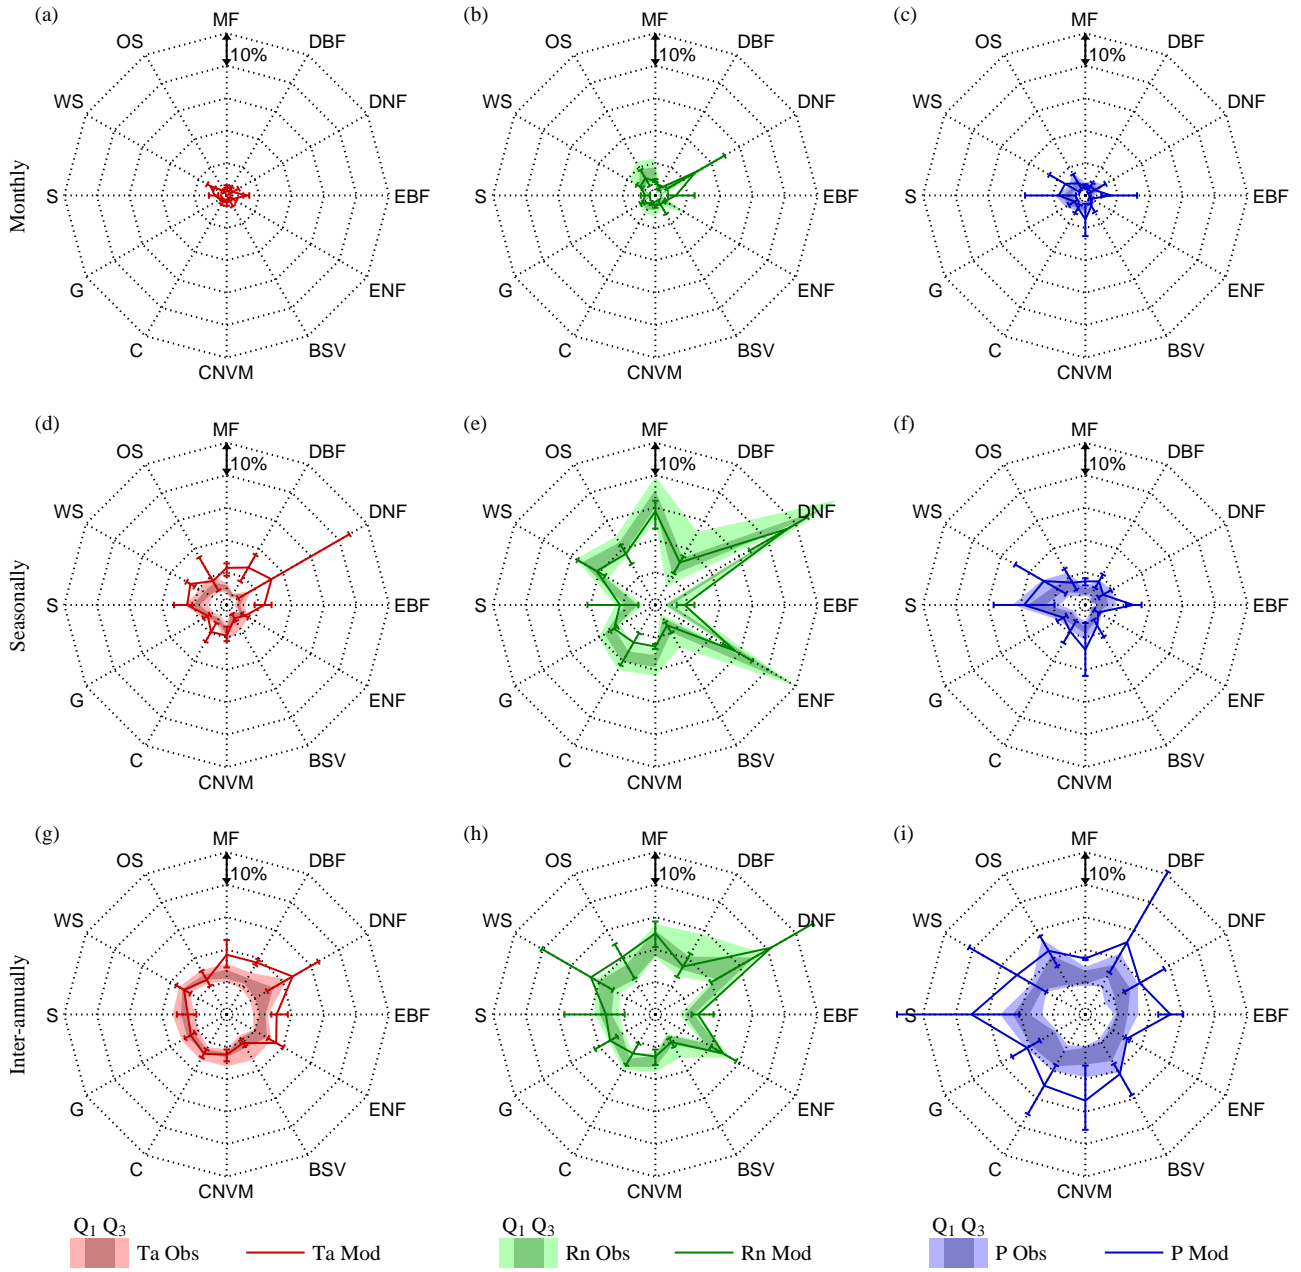 (a) (b) (c)
MF MF MF
OS DBF OS DBF OS DBF
10% 10% 10%
WS DNF WS DNF WS DNF
Monthly
S EBF S EBF S EBF
G ENF G ENF G ENF
C BSV C BSV C BSV
CNVM CNVM CNVM
(d) (e) (f)
MF MF MF
OS DBF OS DBF OS DBF
10% 10% 10%
WS DNF WS DNF WS DNF
Seasonally
S EBF S EBF S EBF
G ENF G ENF G ENF
C BSV C BSV C BSV
CNVM CNVM CNVM
(g) (h) (i)
MF MF MF
OS DBF OS DBF OS DBF
10% 10% 10%
WS DNF WS DNF WS DNF
Inter-annually
S EBF S EBF S EBF
G ENF G ENF G ENF
C BSV C BSV C BSV
CNVM CNVM CNVM
Q1 Q3 Q1 Q3 Q1 Q3
Ta Obs Ta Mod Rn Obs Rn Mod P Obs P Mod